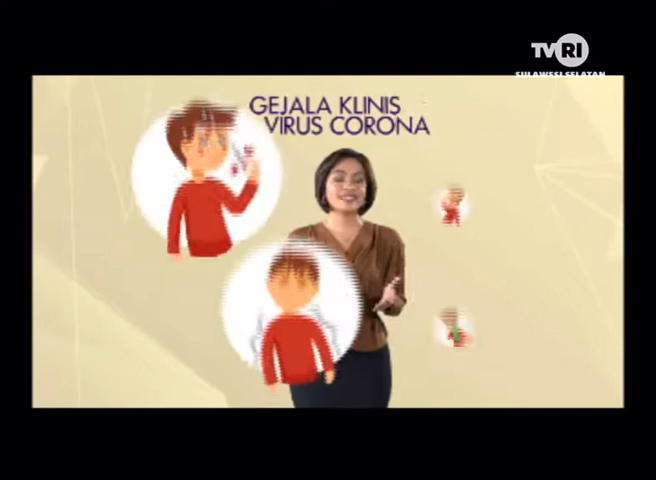 TVRI
SULAWESI SELATAN
GEJALA KLINIS
VIRUS CORONA